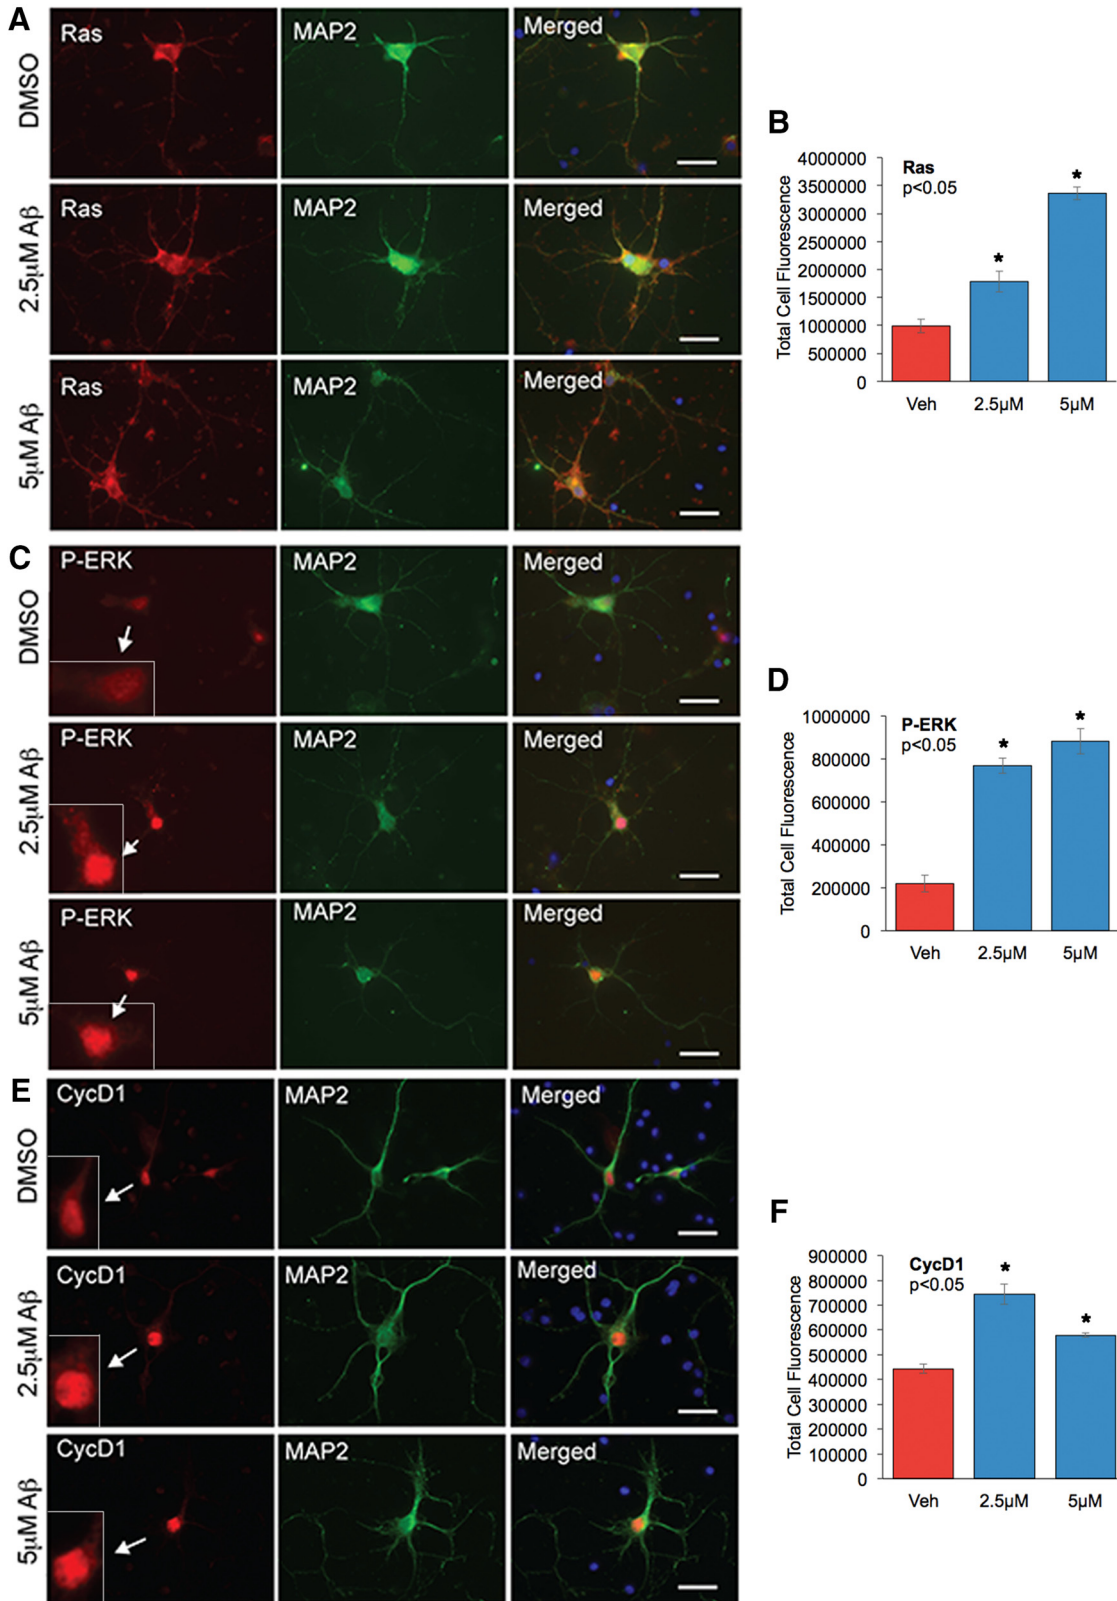 A
DMSO
Ras
MAP2
Merged
2.5µM Aβ
Ras
MAP2
Merged
5µM Aβ
Ras
MAP2
Merged
B
Total Cell Fluorescence
4000000
3500000
3000000
2500000
2000000
1500000
1000000
500000
0
Ras
p<0.05
*
*
Veh
2.5µM
5µM
C
DMSO
P-ERK
MAP2
Merged
2.5µM Aβ
P-ERK
MAP2
Merged
5µM Aβ
P-ERK
MAP2
Merged
D
Total Cell Fluorescence
1000000
800000
600000
400000
200000
0
P-ERK
p<0.05
*
*
Veh
2.5µM
5µM
E
DMSO
CycD1
MAP2
Merged
2.5µM Aβ
CycD1
MAP2
Merged
5µM Aβ
CycD1
MAP2
Merged
F
Total Cell Fluorescence
900000
800000
700000
600000
500000
400000
300000
200000
100000
0
CycD1
p<0.05
*
*
Veh
2.5µM
5µM